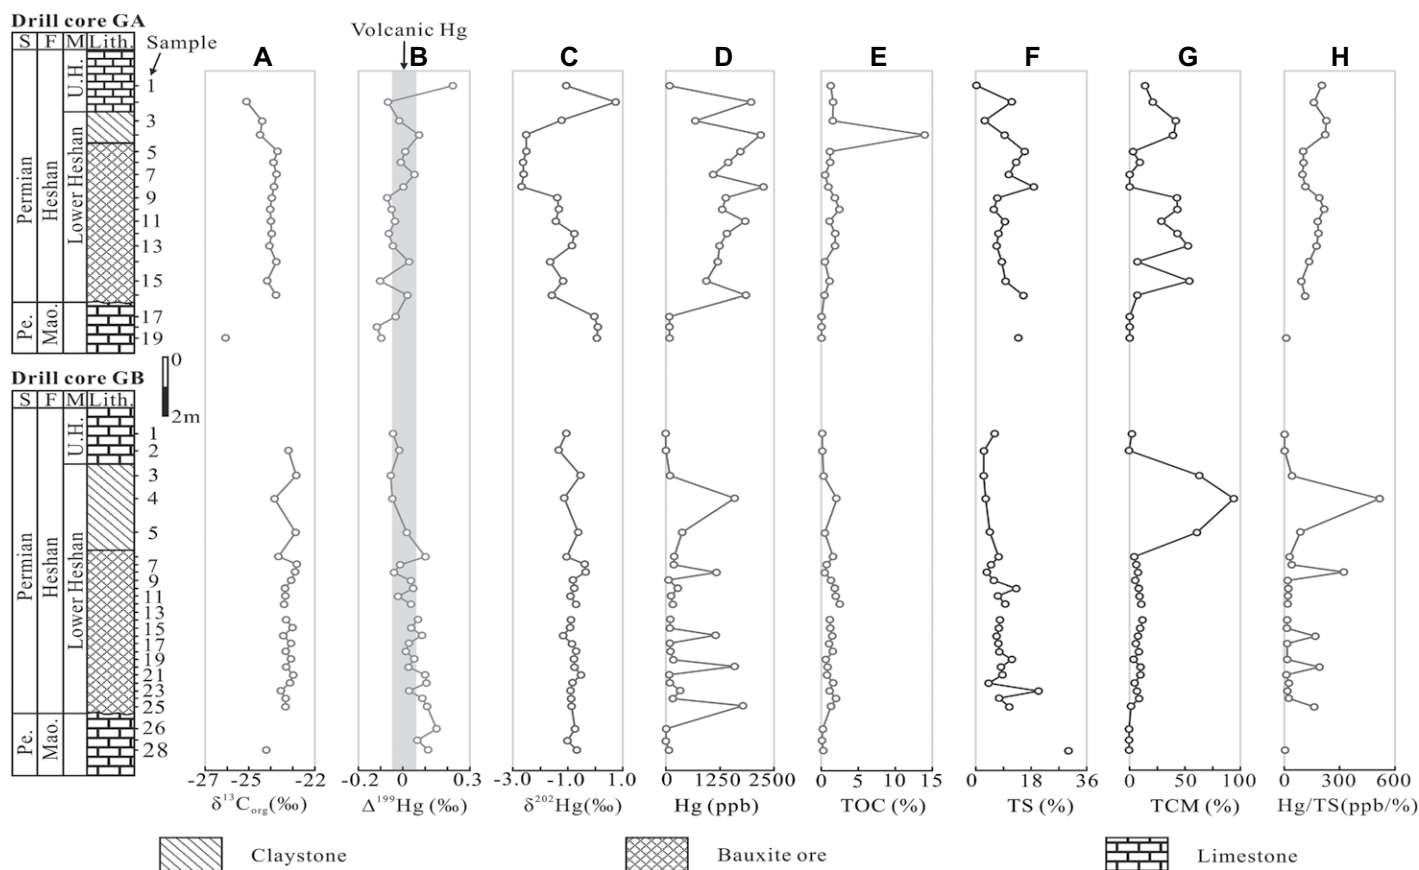 Drill core GA
S F M Lith. Sample
Volcanic Hg
A B C D E F G H
Permian
Heshan
U.H.
Lower Heshan
Pe.
Mao.
1
3
5
7
9
11
13
15
17
19
0
2m
Drill core GB
S F M Lith.
Permian
Heshan
U.H.
Lower Heshan
Pe.
Mao.
1
2
3
4
5
7
9
11
13
15
17
19
21
23
25
26
28
-27 -22 -0.2 0 0.3 -3.0 -1.0 1.0 0 1250 2500 0 5 10 15 0 36 0 50 100 0 300 600
δ¹³Corg(‰) Δ¹⁹⁹Hg (‰) δ²⁰²Hg(‰) Hg (ppb) TOC (%) TS (%) TCM (%) Hg/TS(ppb/%)
Claystone Bauxite ore Limestone